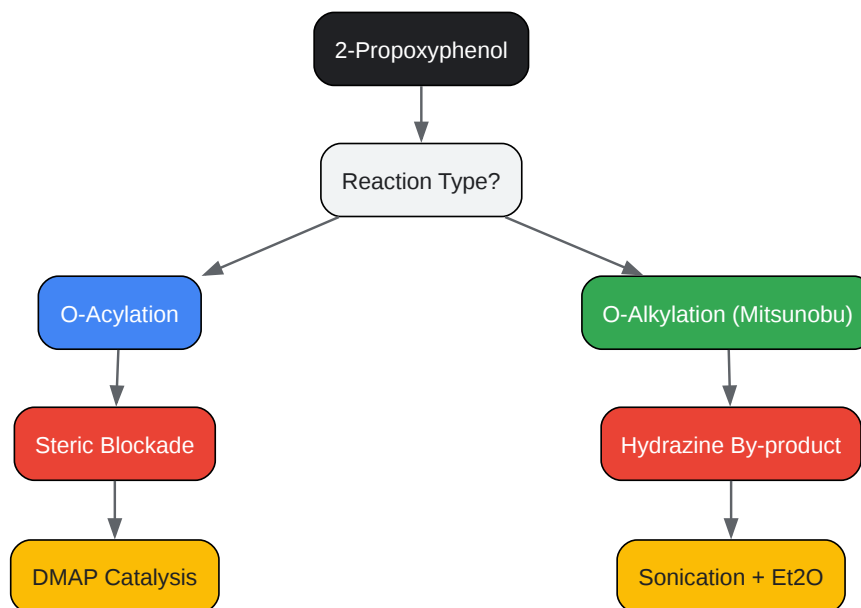 2-Propoxyphenol
Reaction Type?
O-Acylation
O-Alkylation (Mitsunobu)
Steric Blockade
Hydrazine By-product
DMAP Catalysis
Sonication + Et2O